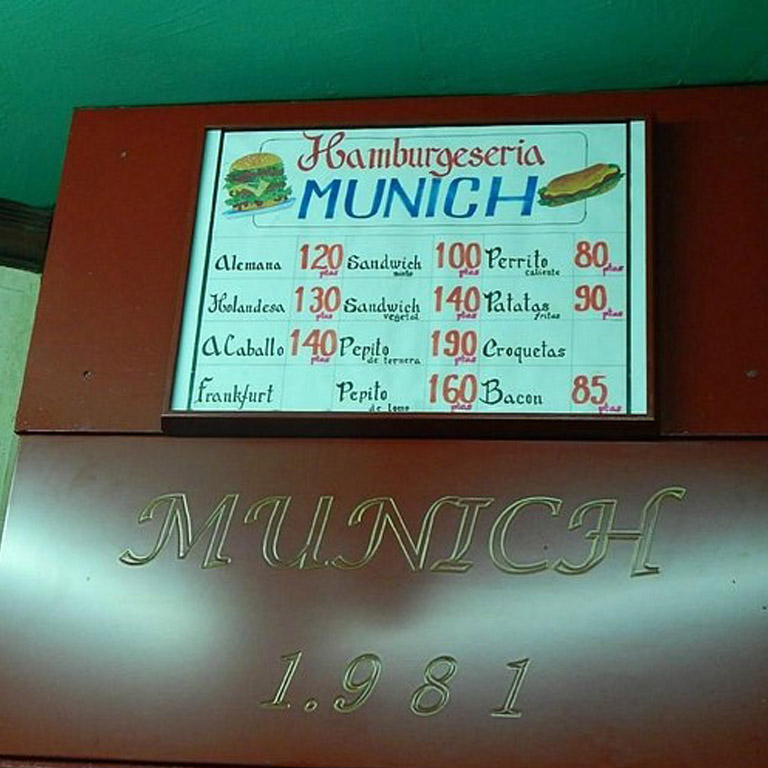 Hamburgeseria
MUNICH
Alemana 120 ptas Sandwich mixto 100 ptas Perrito caliente 80 ptas
Holandesa 130 ptas Sandwich vegetal 140 ptas Patatas fritas 90 ptas
A Caballo 140 ptas Pepito de ternera 190 ptas Croquetas
Frankfurt Pepito de lomo 160 ptas Bacon 85 ptas
MUNICH
1.981